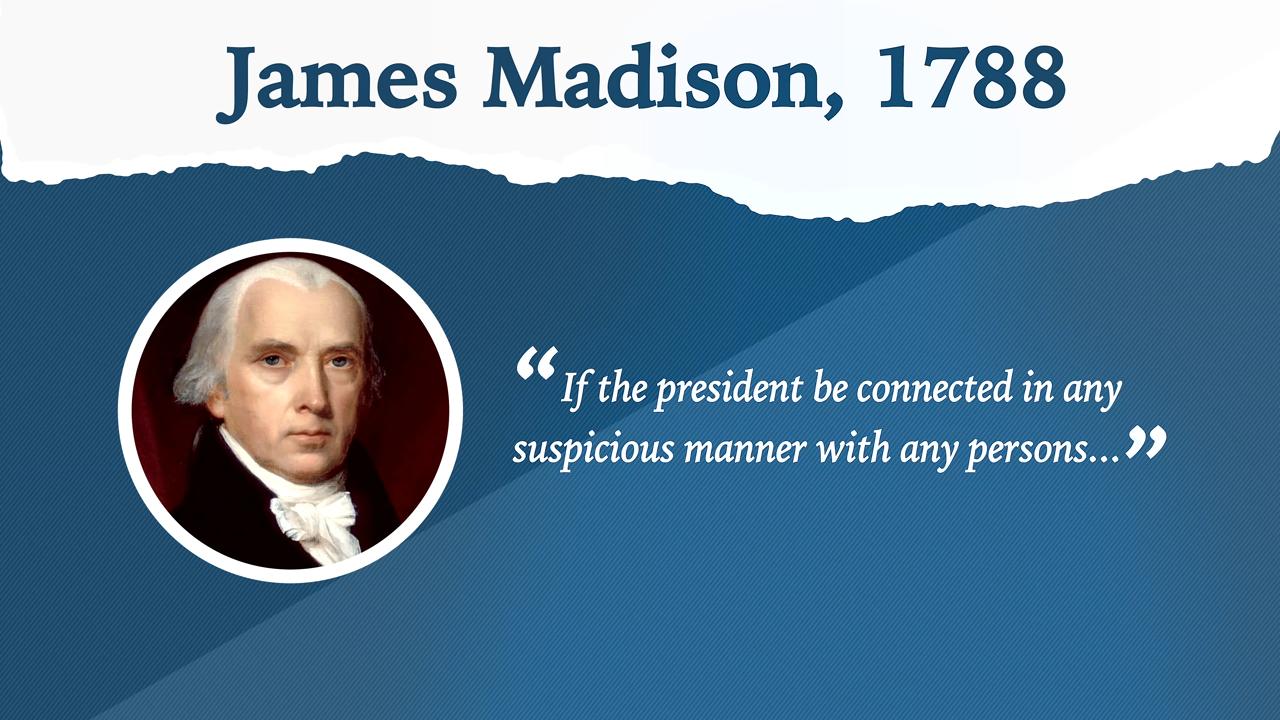 James Madison, 1788
“If the president be connected in any
suspicious manner with any persons...”